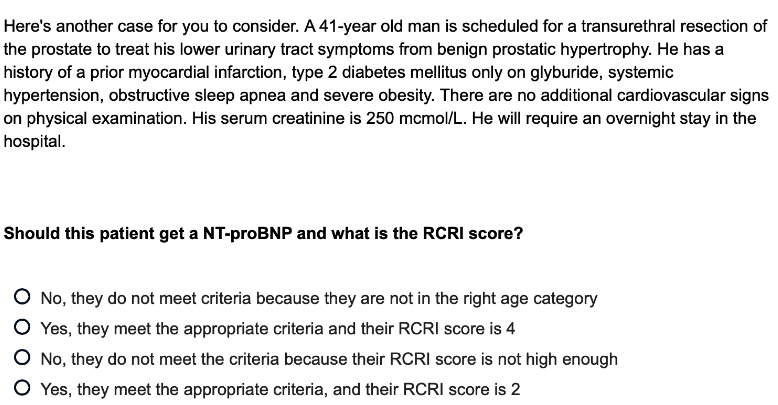 Here's another case for you to consider. A 41-year old man is scheduled for a transurethral resection of
the prostate to treat his lower urinary tract symptoms from benign prostatic hypertrophy. He has a
history of a prior myocardial infarction, type 2 diabetes mellitus only on glyburide, systemic
hypertension, obstructive sleep apnea and severe obesity. There are no additional cardiovascular signs
on physical examination. His serum creatinine is 250 mcmol/L. He will require an overnight stay in the
hospital.
Should this patient get a NT-proBNP and what is the RCRI score?
No, they do not meet criteria because they are not in the right age category
Yes, they meet the appropriate criteria and their RCRI score is 4
No, they do not meet the criteria because their RCRI score is not high enough
Yes, they meet the appropriate criteria, and their RCRI score is 2